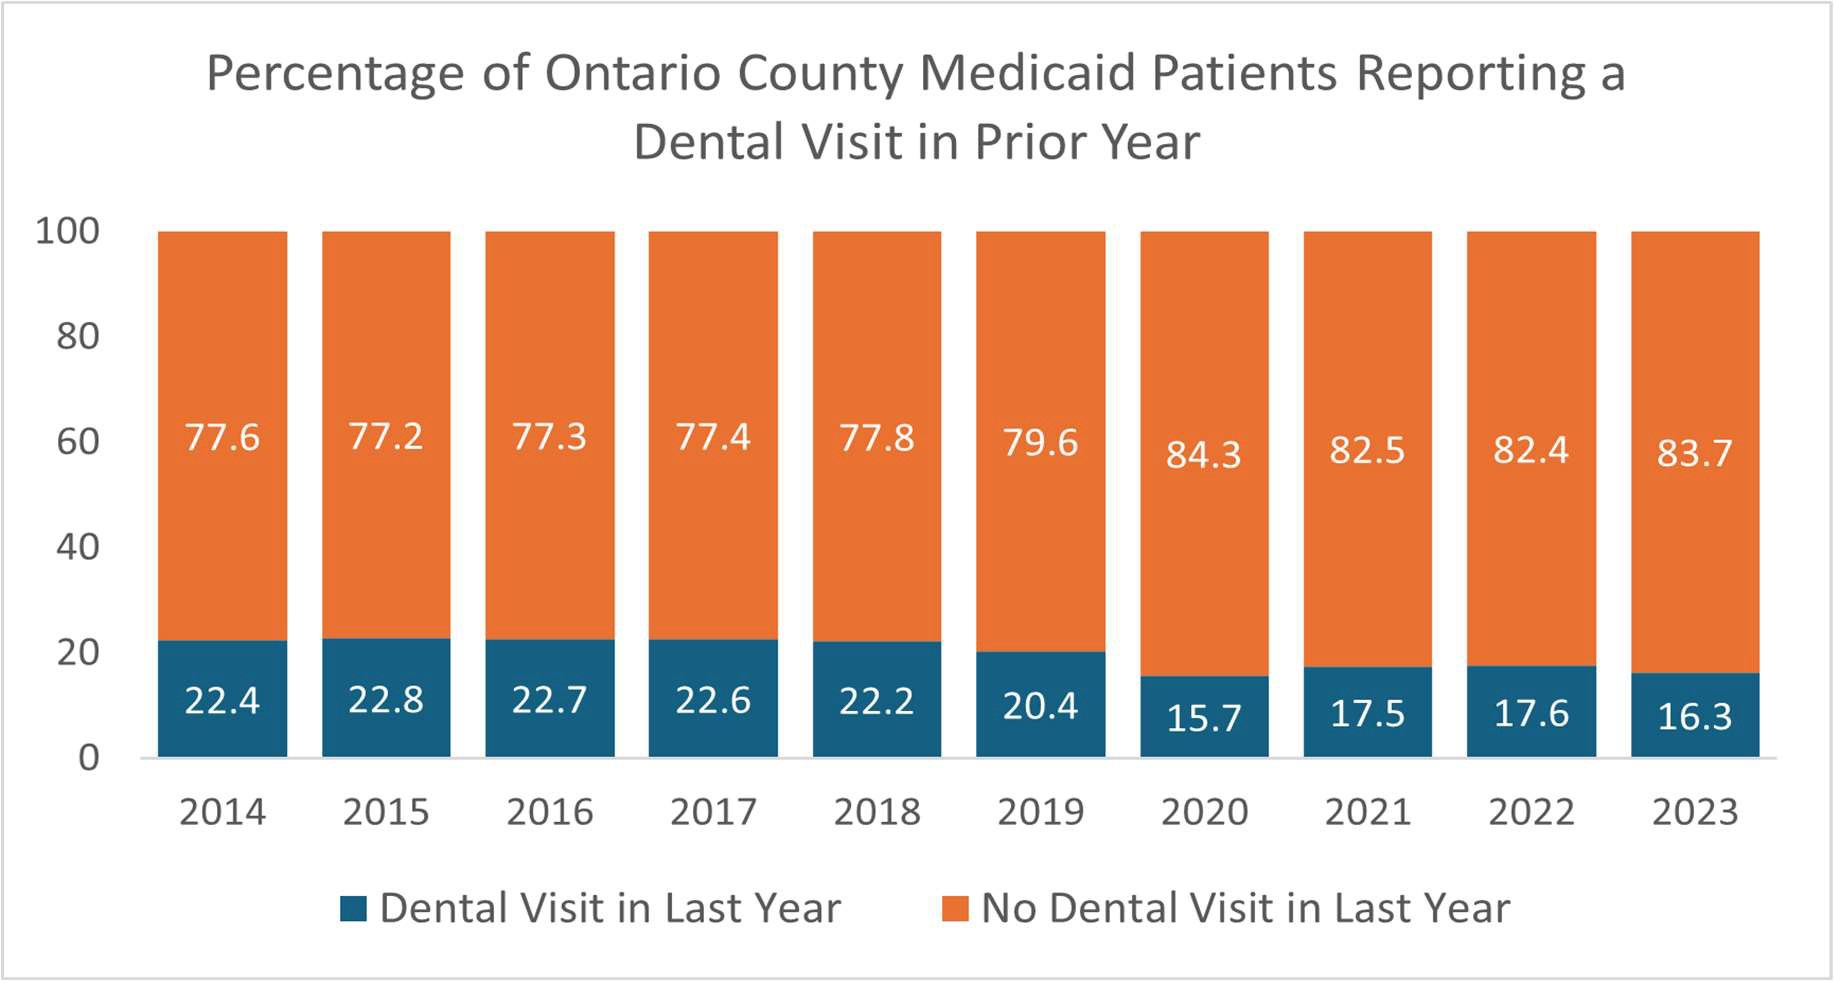 Percentage of Ontario County Medicaid Patients Reporting a
Dental Visit in Prior Year
100
80
60
40
20
0
77.6 77.2 77.3 77.4 77.8 79.6 84.3 82.5 82.4 83.7
22.4 22.8 22.7 22.6 22.2 20.4 15.7 17.5 17.6 16.3
2014 2015 2016 2017 2018 2019 2020 2021 2022 2023
Dental Visit in Last Year No Dental Visit in Last Year